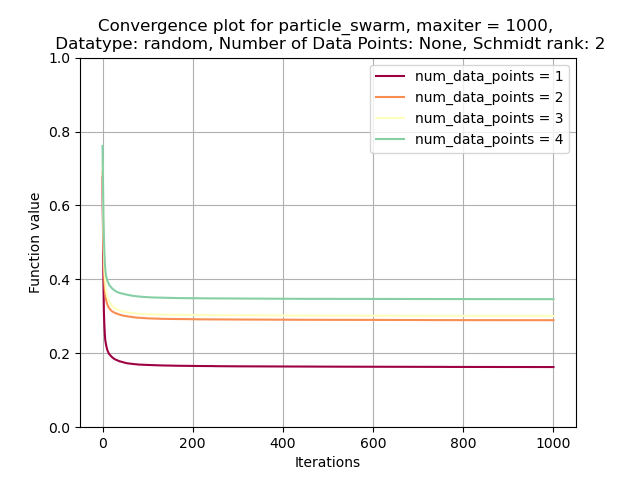 Convergence plot for particle_swarm, maxiter = 1000,
Datatype: random, Number of Data Points: None, Schmidt rank: 2
num_data_points = 1
num_data_points = 2
num_data_points = 3
num_data_points = 4
Function value
1.0
0.8
0.6
0.4
0.2
0.0
0 200 400 600 800 1000
Iterations